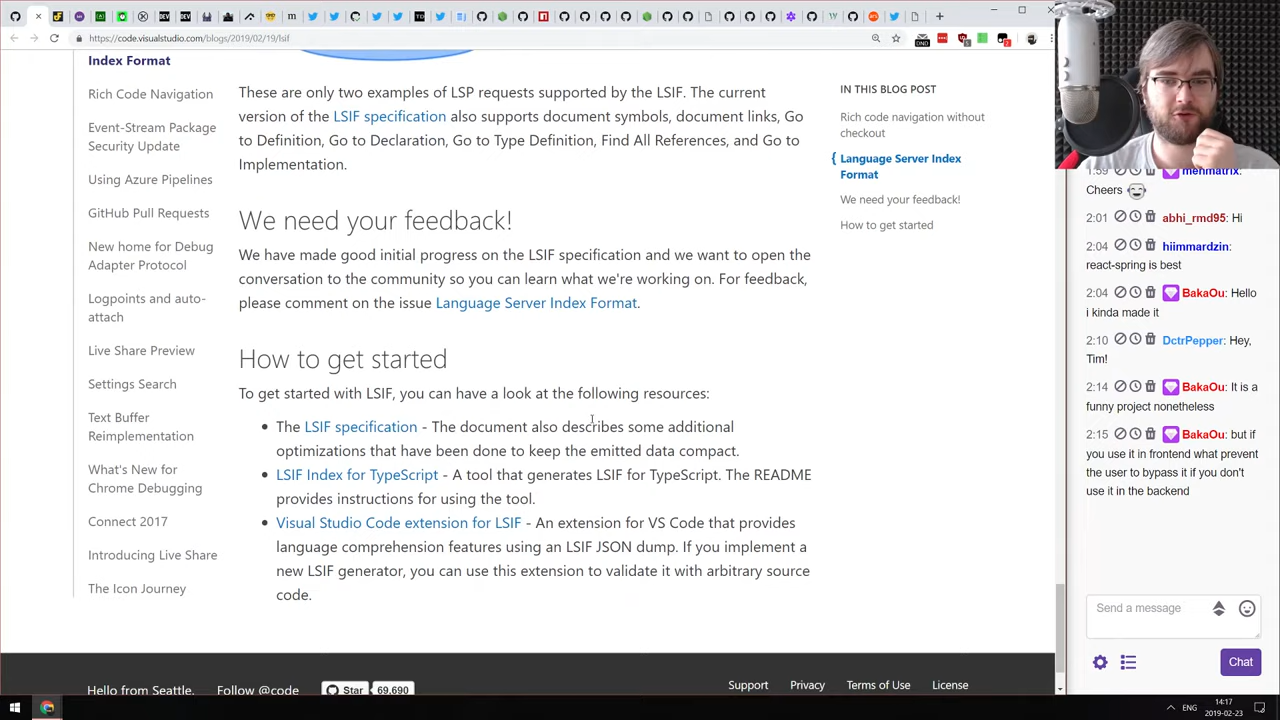 https://code.visualstudio.com/blogs/2019/02/19/lsif
Index Format
Rich Code Navigation
Event-Stream Package
Security Update
Using Azure Pipelines
GitHub Pull Requests
New home for Debug
Adapter Protocol
Logpoints and auto-
attach
Live Share Preview
Settings Search
Text Buffer
Reimplementation
What's New for
Chrome Debugging
Connect 2017
Introducing Live Share
The Icon Journey
These are only two examples of LSP requests supported by the LSIF. The current
version of the LSIF specification also supports document symbols, document links, Go
to Definition, Go to Declaration, Go to Type Definition, Find All References, and Go to
Implementation.
We need your feedback!
We have made good initial progress on the LSIF specification and we want to open the
conversation to the community so you can learn what we're working on. For feedback,
please comment on the issue Language Server Index Format.
How to get started
To get started with LSIF, you can have a look at the following resources:
• The LSIF specification - The document also describes some additional
optimizations that have been done to keep the emitted data compact.
• LSIF Index for TypeScript - A tool that generates LSIF for TypeScript. The README
provides instructions for using the tool.
• Visual Studio Code extension for LSIF - An extension for VS Code that provides
language comprehension features using an LSIF JSON dump. If you implement a
new LSIF generator, you can use this extension to validate it with arbitrary source
code.
IN THIS BLOG POST
Rich code navigation without
checkout
Language Server Index
Format
We need your feedback!
How to get started
Hello from Seattle. Follow @code Star 69,690
Support Privacy Terms of Use License
1:59 mehmatrix:
Cheers
2:01 abhi_rmd95: Hi
2:04 hiimmardzin:
react-spring is best
2:04 BakaOu: Hello
i kinda made it
2:10 DctrPepper: Hey,
Tim!
2:14 BakaOu: It is a
funny project nonetheless
2:15 BakaOu: but if
you use it in frontend what prevent
the user to bypass it if you don't
use it in the backend
Send a message
Chat
ENG
14:17
2019-02-23